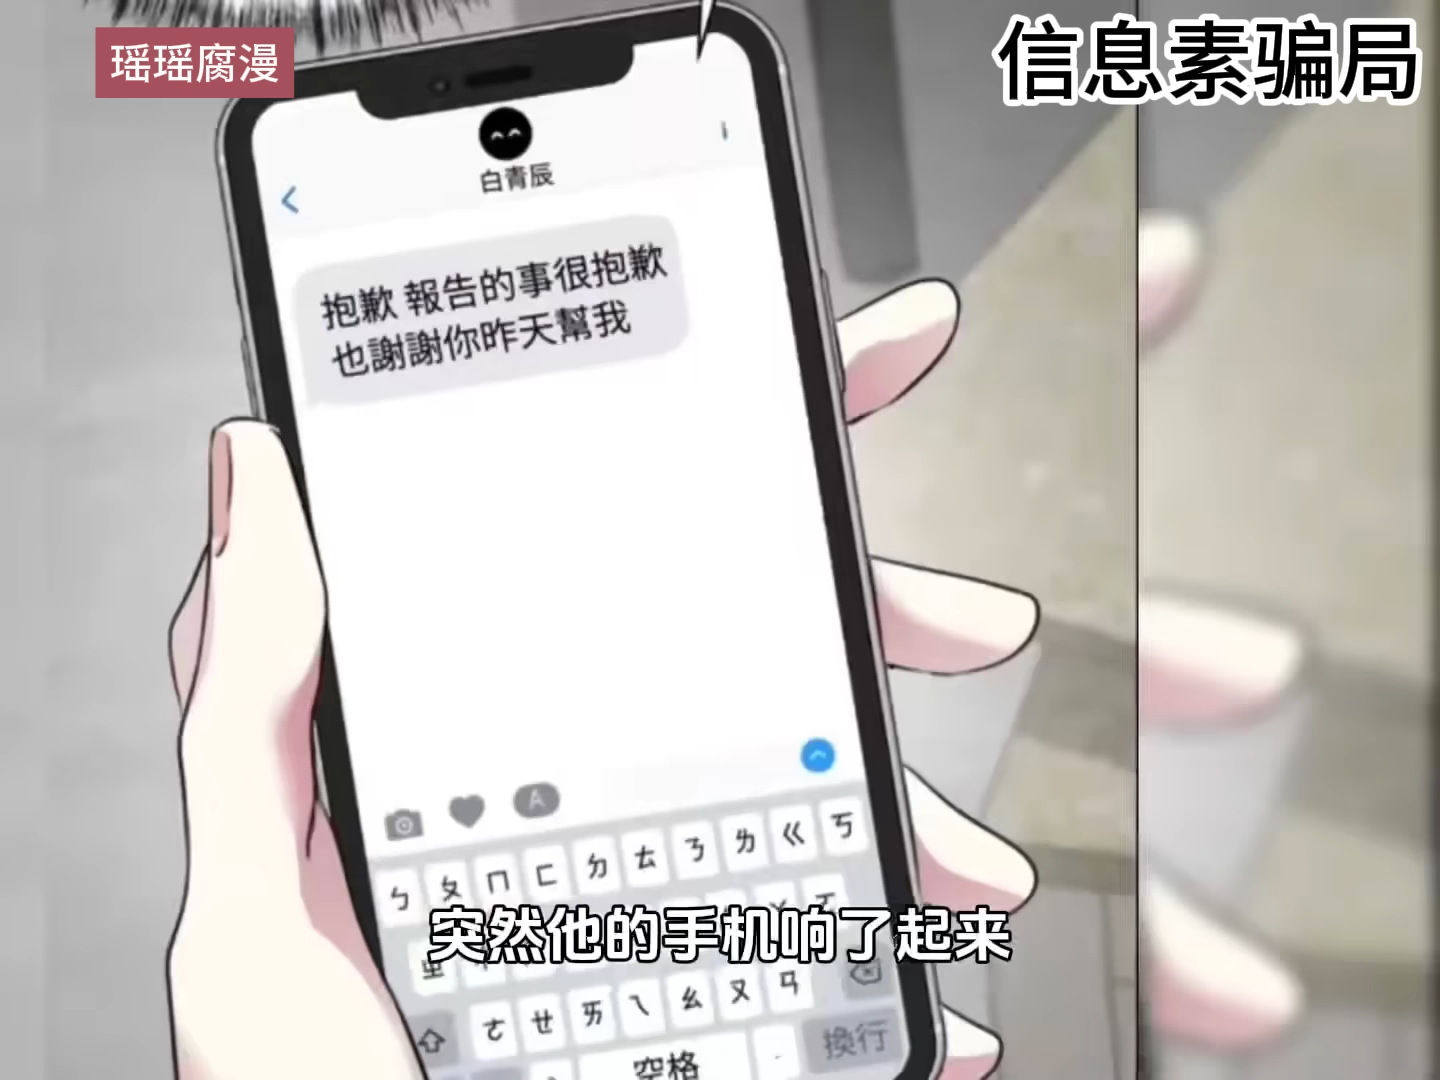 瑶瑶腐漫
信息素骗局
白青辰
抱歉 報告的事很抱歉
也謝謝你昨天幫我
A
ㄅ ㄆ ㄇ ㄈ ㄉ ㄊ ㄋ ㄌ ㄍ ㄎ
突然他的手机响了起来
ㄜ ㄝ ㄞ ㄟ ㄠ ㄡ ㄢ
換行
空格